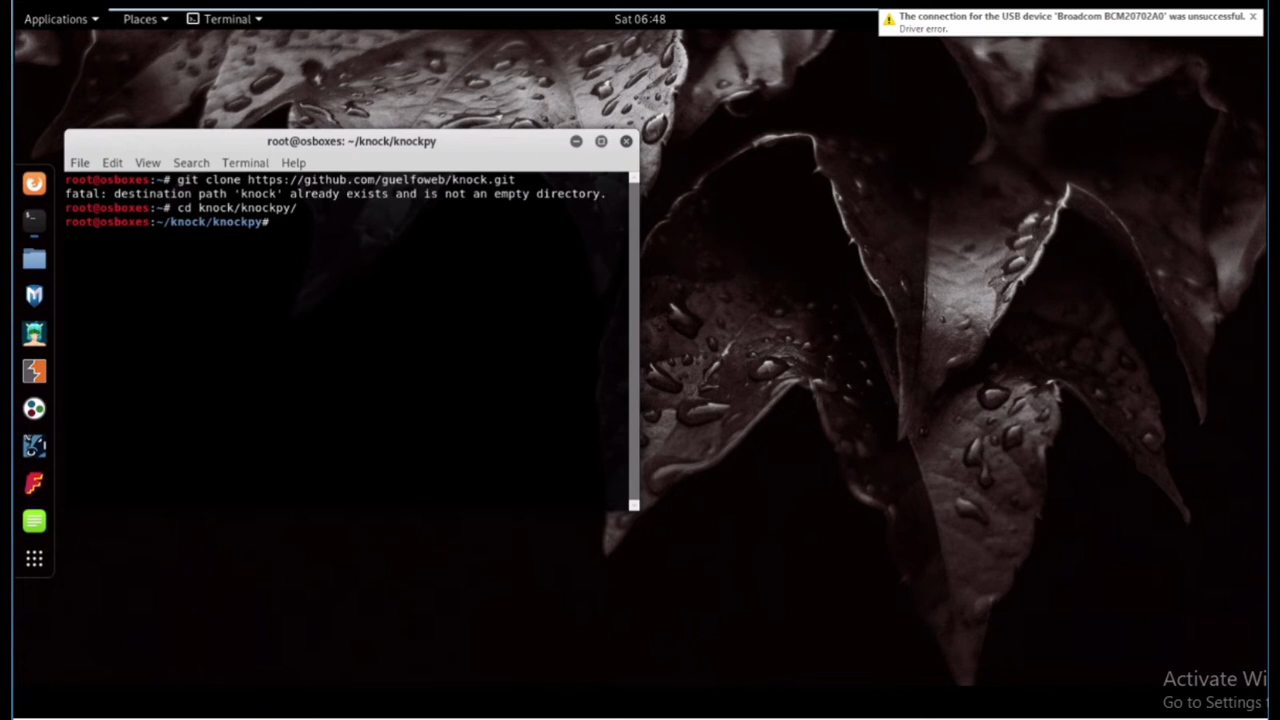 Applications Places Terminal Sat 06:48
The connection for the USB device 'Broadcom BCM20702A0' was unsuccessful. X
Driver error.
root@osboxes: ~/knock/knockpy
File Edit View Search Terminal Help
root@osboxes:~# git clone https://github.com/guelfoweb/knock.git
fatal: destination path 'knock' already exists and is not an empty directory.
root@osboxes:~# cd knock/knockpy/
root@osboxes:~/knock/knockpy#
Activate Wi
Go to Settings